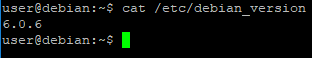 user@debian:~$ cat /etc/debian_version
6.0.6
user@debian:~$